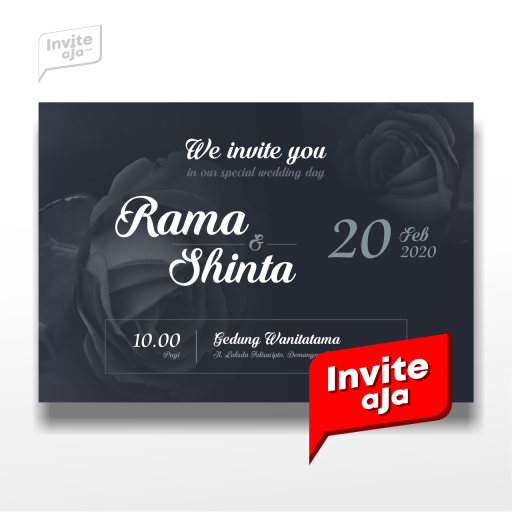 Invite
aja
We invite you
in our special wedding day
Rama
&
Shinta
20
Feb
2020
10.00
Pagi
Gedung Wanitatama
Jl. Laksda Adisucipto, Demanga
Invite
aja